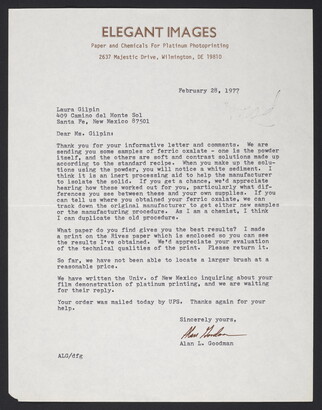 ELEGANT IMAGES
Paper and Chemicals For Platinum Photoprinting
2637 Majestic Drive, Wilmington, DE 19810
February 28, 1977
Laura Gilpin
409 Camino del Monte Sol
Santa Fe, New Mexico 87501
Dear Ms. Gilpin:
Thank you for your informative letter and comments. We are
sending you some samples of ferric oxalate - one is the powder
itself, and the others are soft and contrast solutions made up
according to the standard recipe. When you make up the solu-
tions using the powder, you will notice a white sediment. I
think it is an inert processing aid to help the manufacturer
to isolate the solid. If you get a chance, we'd appreciate
hearing how these worked out for you, particularly what dif-
ferences you see between these and your own supplies. If you
can tell us where you obtained your ferric oxalate, we can
track down the original manufacturer to get either new samples
or the manufacturing procedure. As I am a chemist, I think
I can duplicate the old procedure.
What paper do you find gives you the best results? I made
a print on the Rives paper which is enclosed so you can see
the results I've obtained. We'd appreciate your evaluation
of the technical qualities of the print. Please return it.
So far, we have not been able to locate a larger brush at a
reasonable price.
We have written the Univ. of New Mexico inquiring about your
film demonstration of platinum printing, and we are waiting
for their reply.
Your order was mailed today by UPS. Thanks again for your
help.
Sincerely yours,
Alan L. Goodman
ALG/dfg